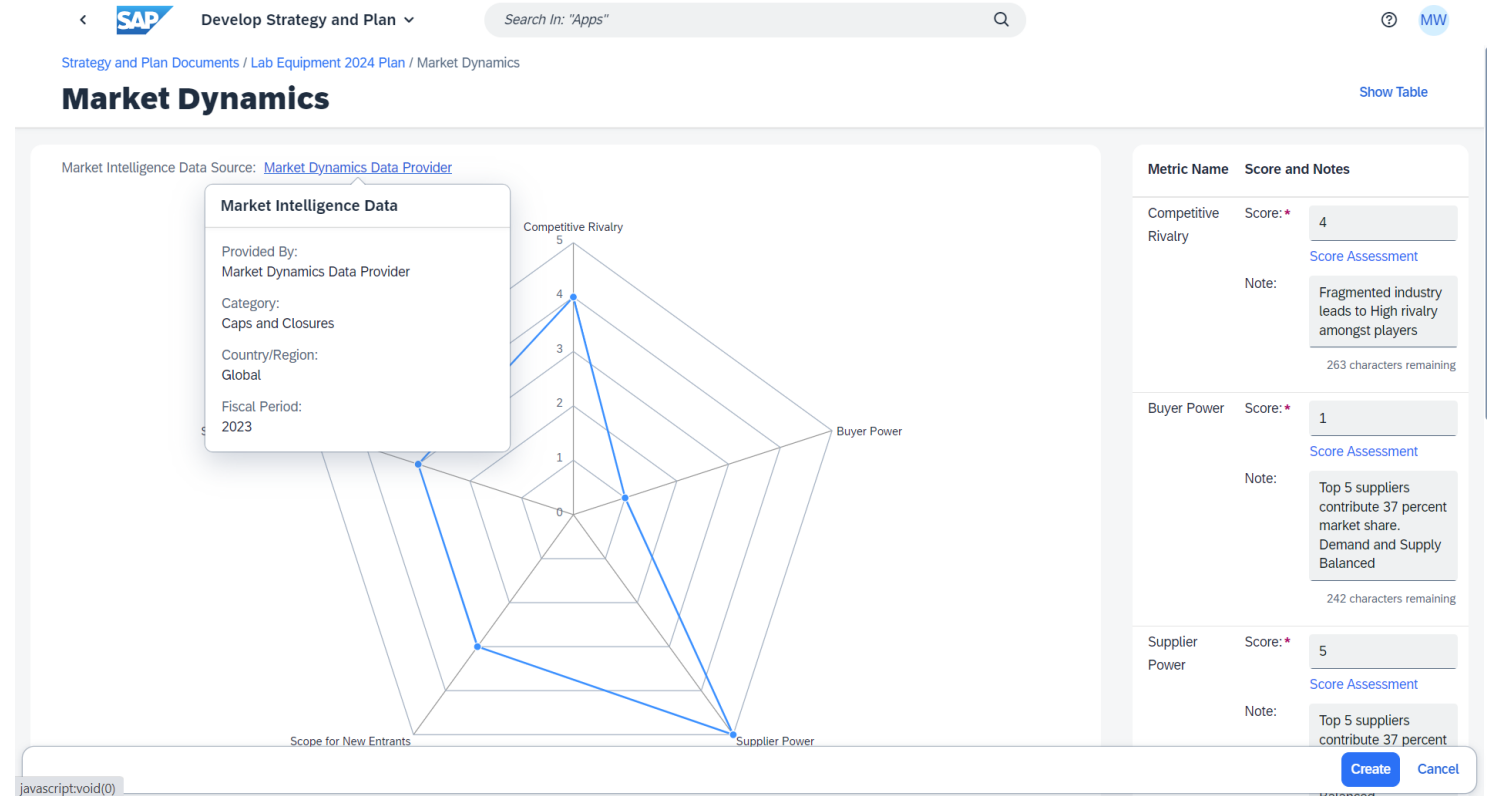 SAP
Develop Strategy and Plan
Search In: "Apps"
MW
Strategy and Plan Documents / Lab Equipment 2024 Plan / Market Dynamics
Market Dynamics
Show Table
Market Intelligence Data Source: Market Dynamics Data Provider
Market Intelligence Data
Provided By:
Market Dynamics Data Provider
Category:
Caps and Closures
Country/Region:
Global
Fiscal Period:
2023
Competitive Rivalry
5
4
3
2
1
0
Buyer Power
Scope for New Entrants
Supplier Power
Metric Name Score and Notes
Competitive
Rivalry
Score:*
4
Score Assessment
Note:
Fragmented industry
leads to High rivalry
amongst players
263 characters remaining
Buyer Power
Score:*
1
Score Assessment
Note:
Top 5 suppliers
contribute 37 percent
market share.
Demand and Supply
Balanced
242 characters remaining
Supplier
Power
Score:*
5
Score Assessment
Note:
Top 5 suppliers
contribute 37 percent
Create
Cancel
javascript:void(0)